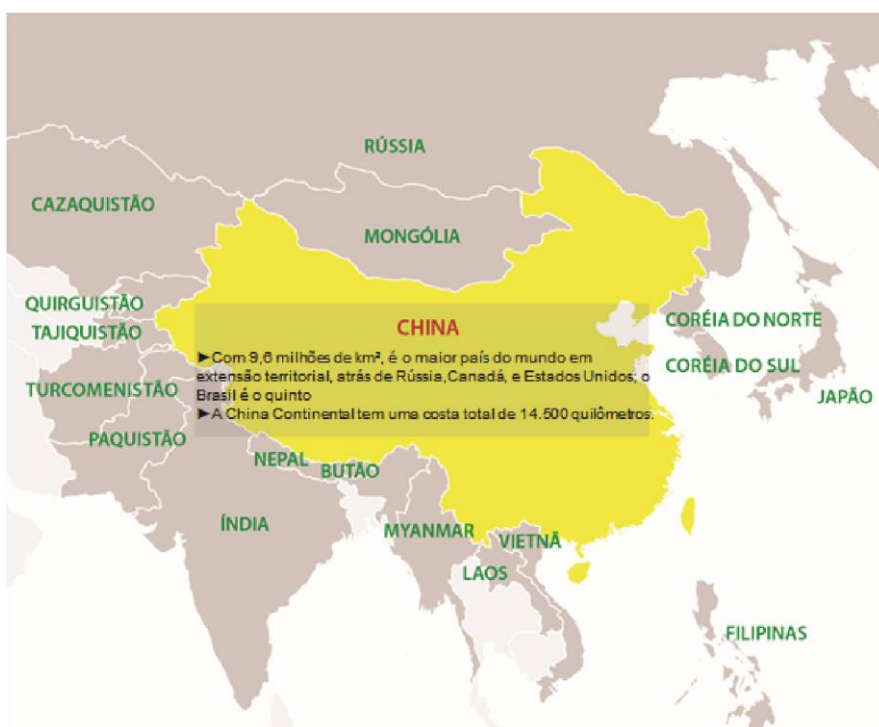 RÚSSIA
CAZAQUISTÃO
MONGÓLIA
QUIRGUISTÃO
TAJIQUISTÃO
TURCOMENISTÃO
PAQUISTÃO
CHINA
►Com 9,6 milhões de km², é o maior país do mundo em
extensão territorial, atrás de Rússia,Canadá, e Estados Unidos; o
Brasil é o quinto
►A China Continental tem uma costa total de 14.500 quilômetros.
CORÉIA DO NORTE
CORÉIA DO SUL
JAPÃO
NEPAL
BUTÃO
ÍNDIA
MYANMAR
VIETNÃ
LAOS
FILIPINAS